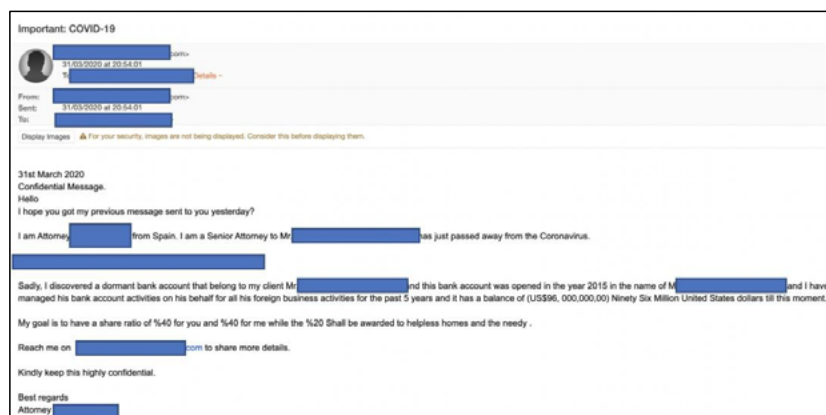 Important: COVID-19
com>
31/03/2020 at 20:54:01
To Details -
From: com>
Sent: 31/03/2020 at 20:54:01
To:
Display Images For your security, images are not being displayed. Consider this before displaying them.
31st March 2020
Confidential Message.
Hello
I hope you got my previous message sent to you yesterday?
I am Attorney from Spain. I am a Senior Attorney to Mr. has just passed away from the Coronavirus.
Sadly, I discovered a dormant bank account that belong to my client Mr. and this bank account was opened in the year 2015 in the name of M and I have
managed his bank account activities on his behalf for all his foreign business activities for the past 5 years and it has a balance of (US$96, 000,000,00) Ninety Six Million United States dollars till this moment.
My goal is to have a share ratio of %40 for you and %40 for me while the %20 Shall be awarded to helpless homes and the needy .
Reach me on com to share more details.
Kindly keep this highly confidential.
Best regards
Attorney